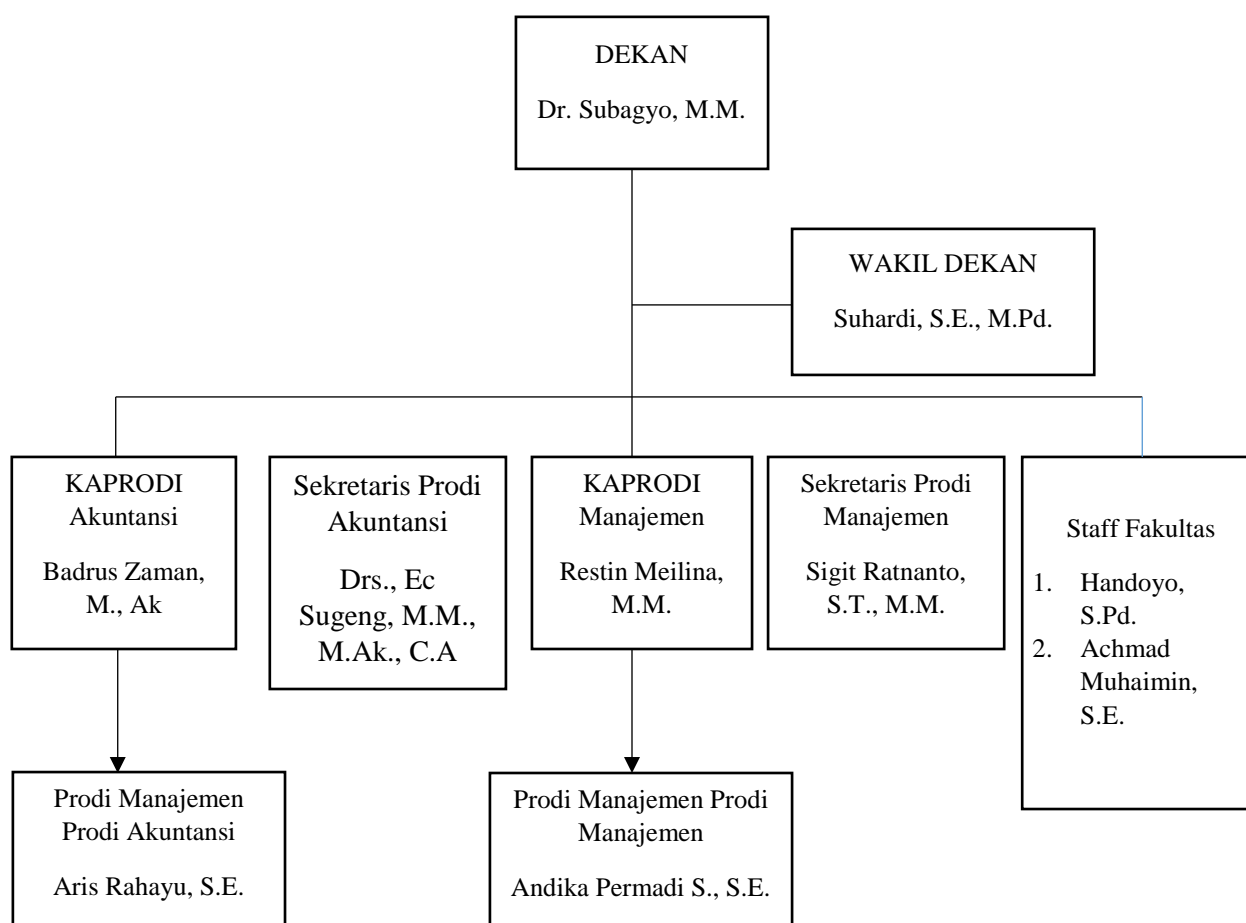 DEKAN
Dr. Subagyo, M.M.
WAKIL DEKAN
Suhardi, S.E., M.Pd.
KAPRODI
Akuntansi
Badrus Zaman,
M., Ak
Sekretaris Prodi
Akuntansi
Drs., Ec
Sugeng, M.M.,
M.Ak., C.A
KAPRODI
Manajemen
Restin Meilina,
M.M.
Sekretaris Prodi
Manajemen
Sigit Ratnanto,
S.T., M.M.
Staff Fakultas
1. Handoyo,
S.Pd.
2. Achmad
Muhaimin,
S.E.
Prodi Manajemen
Prodi Akuntansi
Aris Rahayu, S.E.
Prodi Manajemen Prodi
Manajemen
Andika Permadi S., S.E.